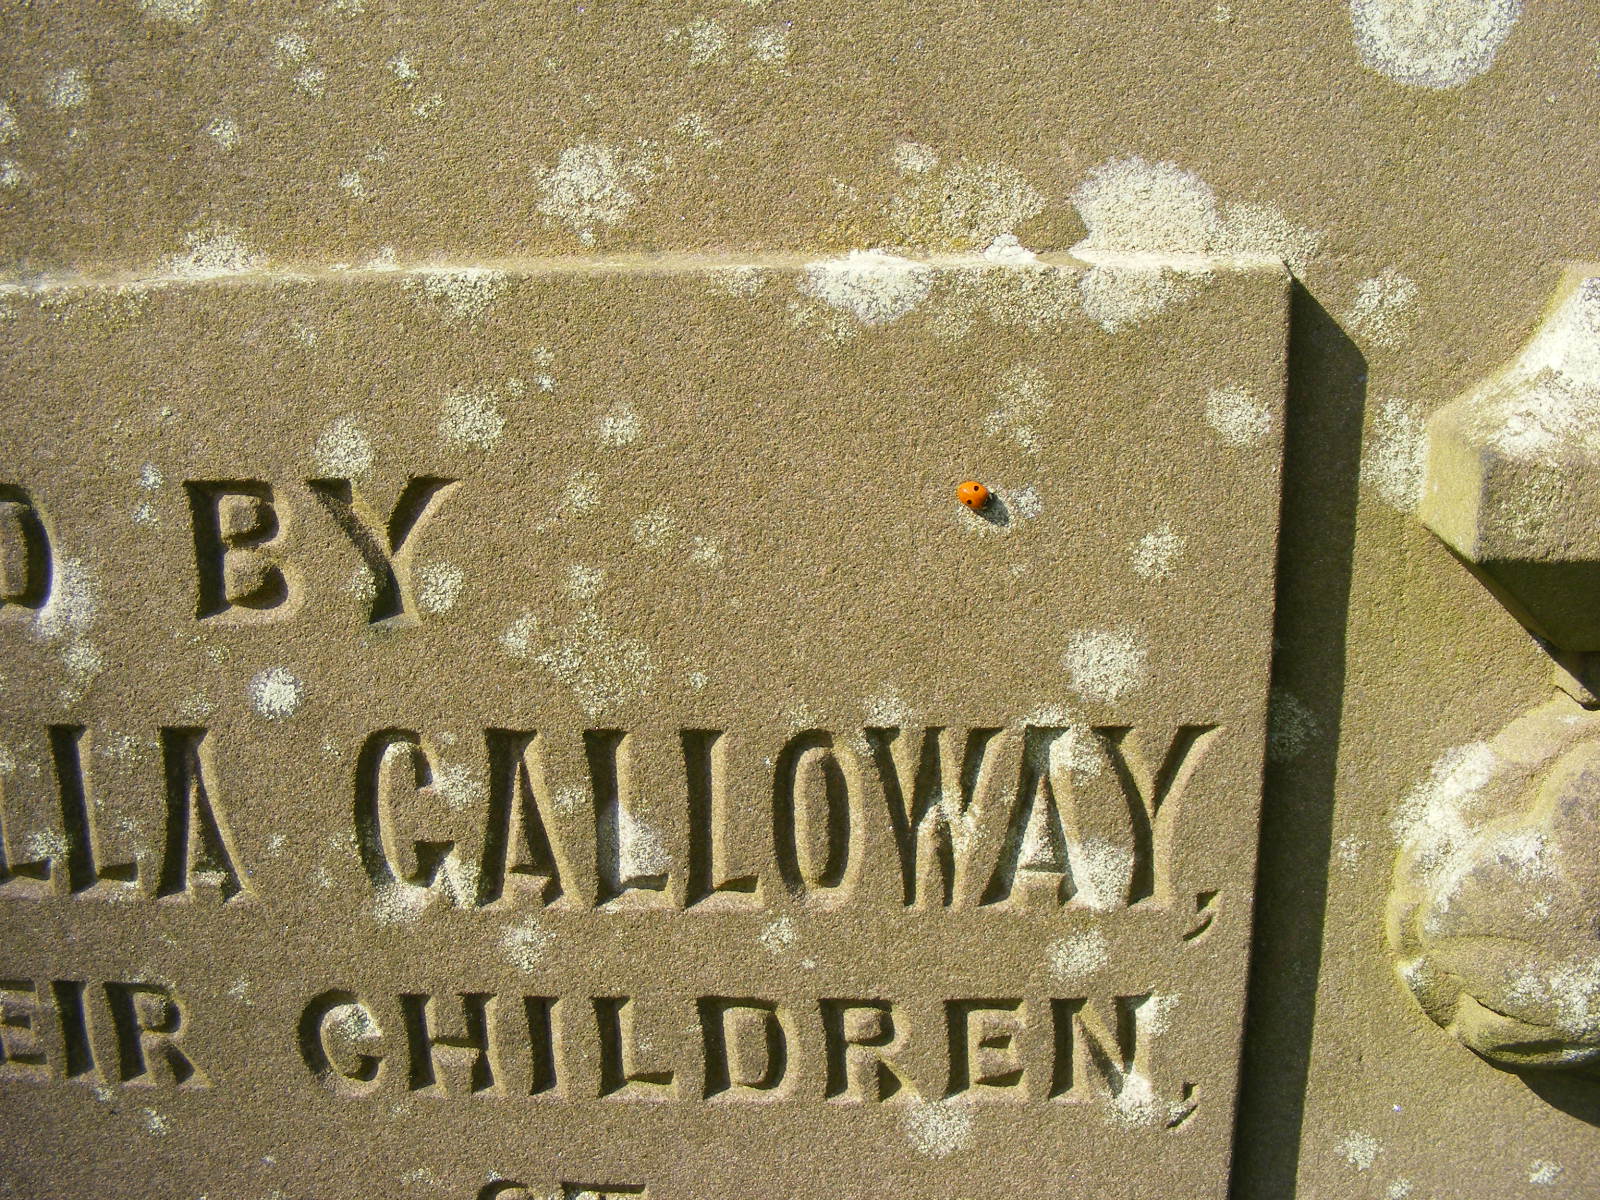 D BY
LLA GALLOWAY,
EIR CHILDREN,